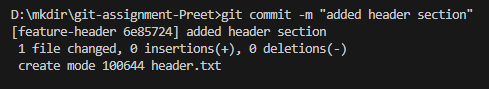 D:\mkdir\git-assignment-Preet>git commit -m "added header section"
[feature-header 6e85724] added header section
 1 file changed, 0 insertions(+), 0 deletions(-)
 create mode 100644 header.txt